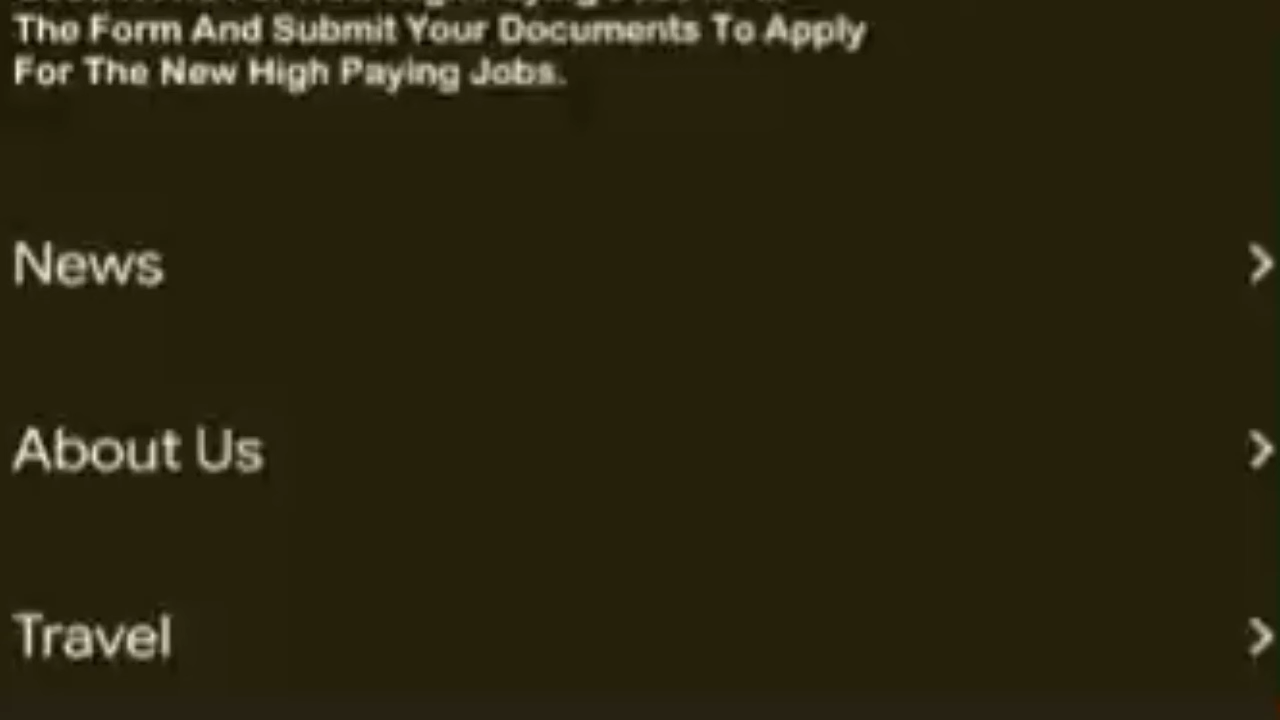 The Form And Submit Your Documents To Apply
For The New High Paying Jobs.
News
About Us
Travel